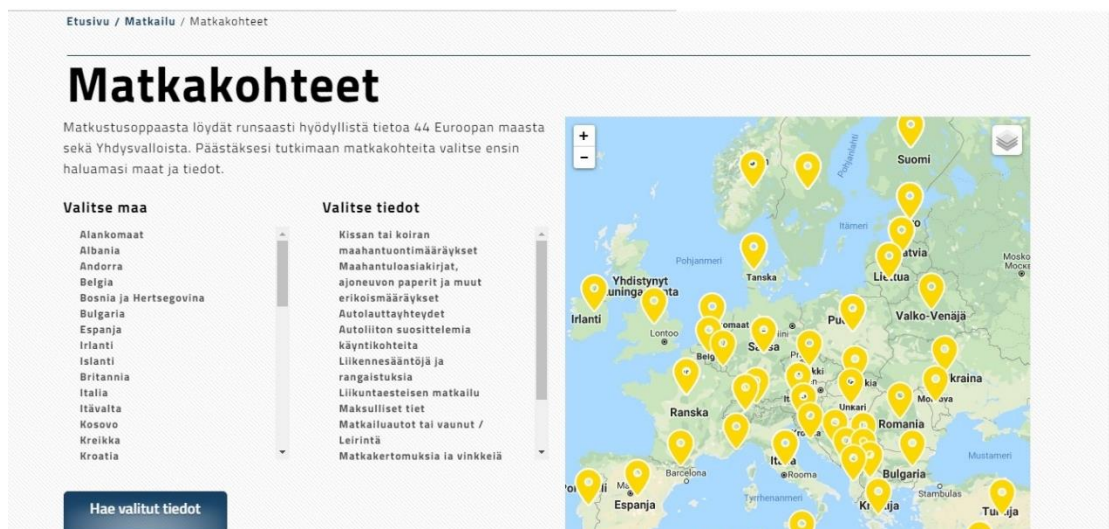 Etusivu / Matkailu / Matkakohteet
Matkakohteet
Matkustusoppaasta löydät runsaasti hyödyllistä tietoa 44 Euroopan maasta
sekä Yhdysvalloista. Päästäksesi tutkimaan matkakohteita valitse ensin
haluamasi maat ja tiedot.
Valitse maa
Alankomaat
Albania
Andorra
Belgia
Bosnia ja Hertsegovina
Bulgaria
Espanja
Irlanti
Islanti
Britannia
Italia
Itävalta
Kosovo
Kreikka
Kroatia
Valitse tiedot
Kissan tai koiran
maahantuontimääräykset
Maahantuloasiakirjat,
ajoneuvon paperit ja muut
erikoismääräykset
Autolauttayhteydet
Autoliiton suosittelemia
käyntikohteita
Liikennesääntöjä ja
rangaistuksia
Liikuntaesteisen matkailu
Maksulliset tiet
Matkailuautot tai vaunut /
Leirintä
Matkakertomuksia ja vinkkejä
Hae valitut tiedot
+
-
Suomi
Pohjanlahti
Itämeri
Pohjanmeri
Tanska
Yhdistynyt
Irlanti
Lontoo
Valko-Venäjä
Ranska
Unkari
Romania
Barcelona
Rooma
Bulgaria
Mustameri
Espanja
Tyrrhenanmeri
Stambulas